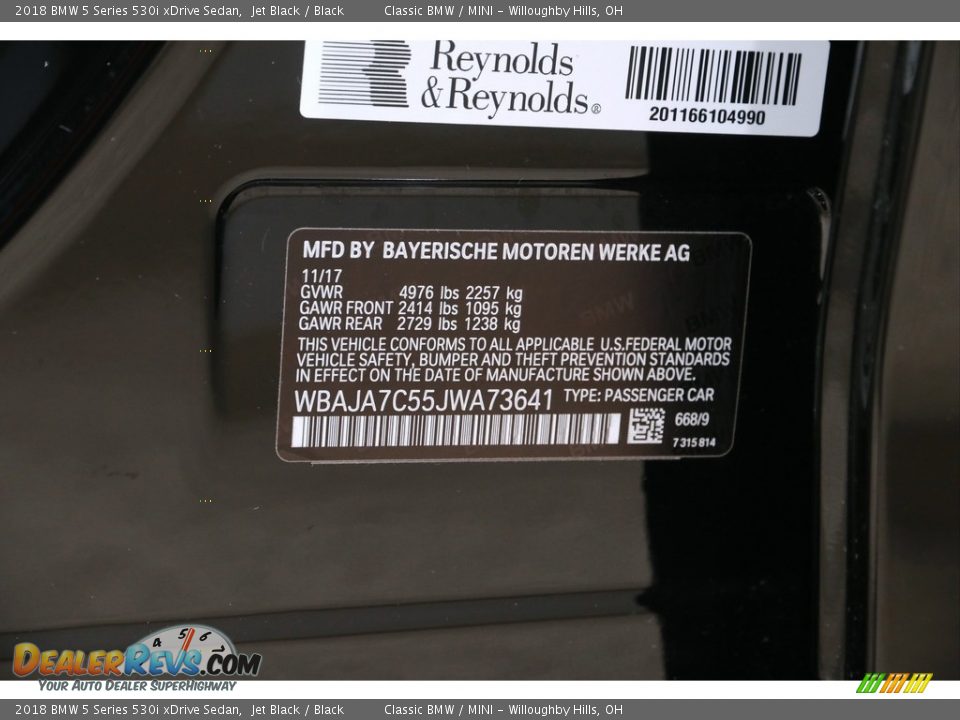 2018 BMW 5 Series 530i xDrive Sedan, Jet Black / Black Classic BMW / MINI - Willoughby Hills, OH
Reynolds
&Reynolds®
201166104990
MFD BY BAYERISCHE MOTOREN WERKE AG
11/17
GVWR 4976 lbs 2257 kg
GAWR FRONT 2414 lbs 1095 kg
GAWR REAR 2729 lbs 1238 kg
THIS VEHICLE CONFORMS TO ALL APPLICABLE U.S.FEDERAL MOTOR
VEHICLE SAFETY, BUMPER AND THEFT PREVENTION STANDARDS
IN EFFECT ON THE DATE OF MANUFACTURE SHOWN ABOVE.
WBAJA7C55JWA73641 TYPE: PASSENGER CAR
668/9
7 315 814
4 5 6
DEALERREVS.COM
YOUR AUTO DEALER SUPERHIGHWAY
2018 BMW 5 Series 530i xDrive Sedan, Jet Black / Black Classic BMW / MINI - Willoughby Hills, OH